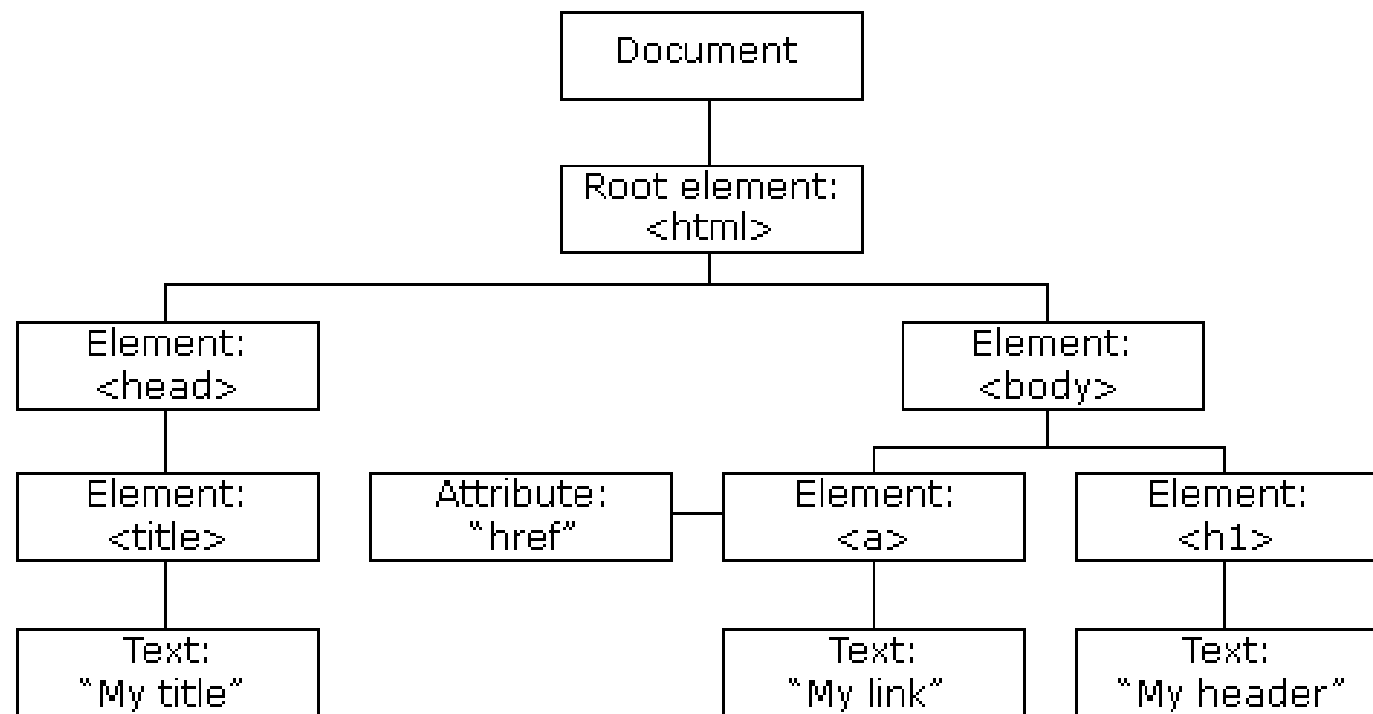 Document
Root element:
<html>
Element:
<head>
Element:
<body>
Element:
<title>
Attribute:
"href"
Element:
<a>
Element:
<h1>
Text:
"My title"
Text:
"My link"
Text:
"My header"